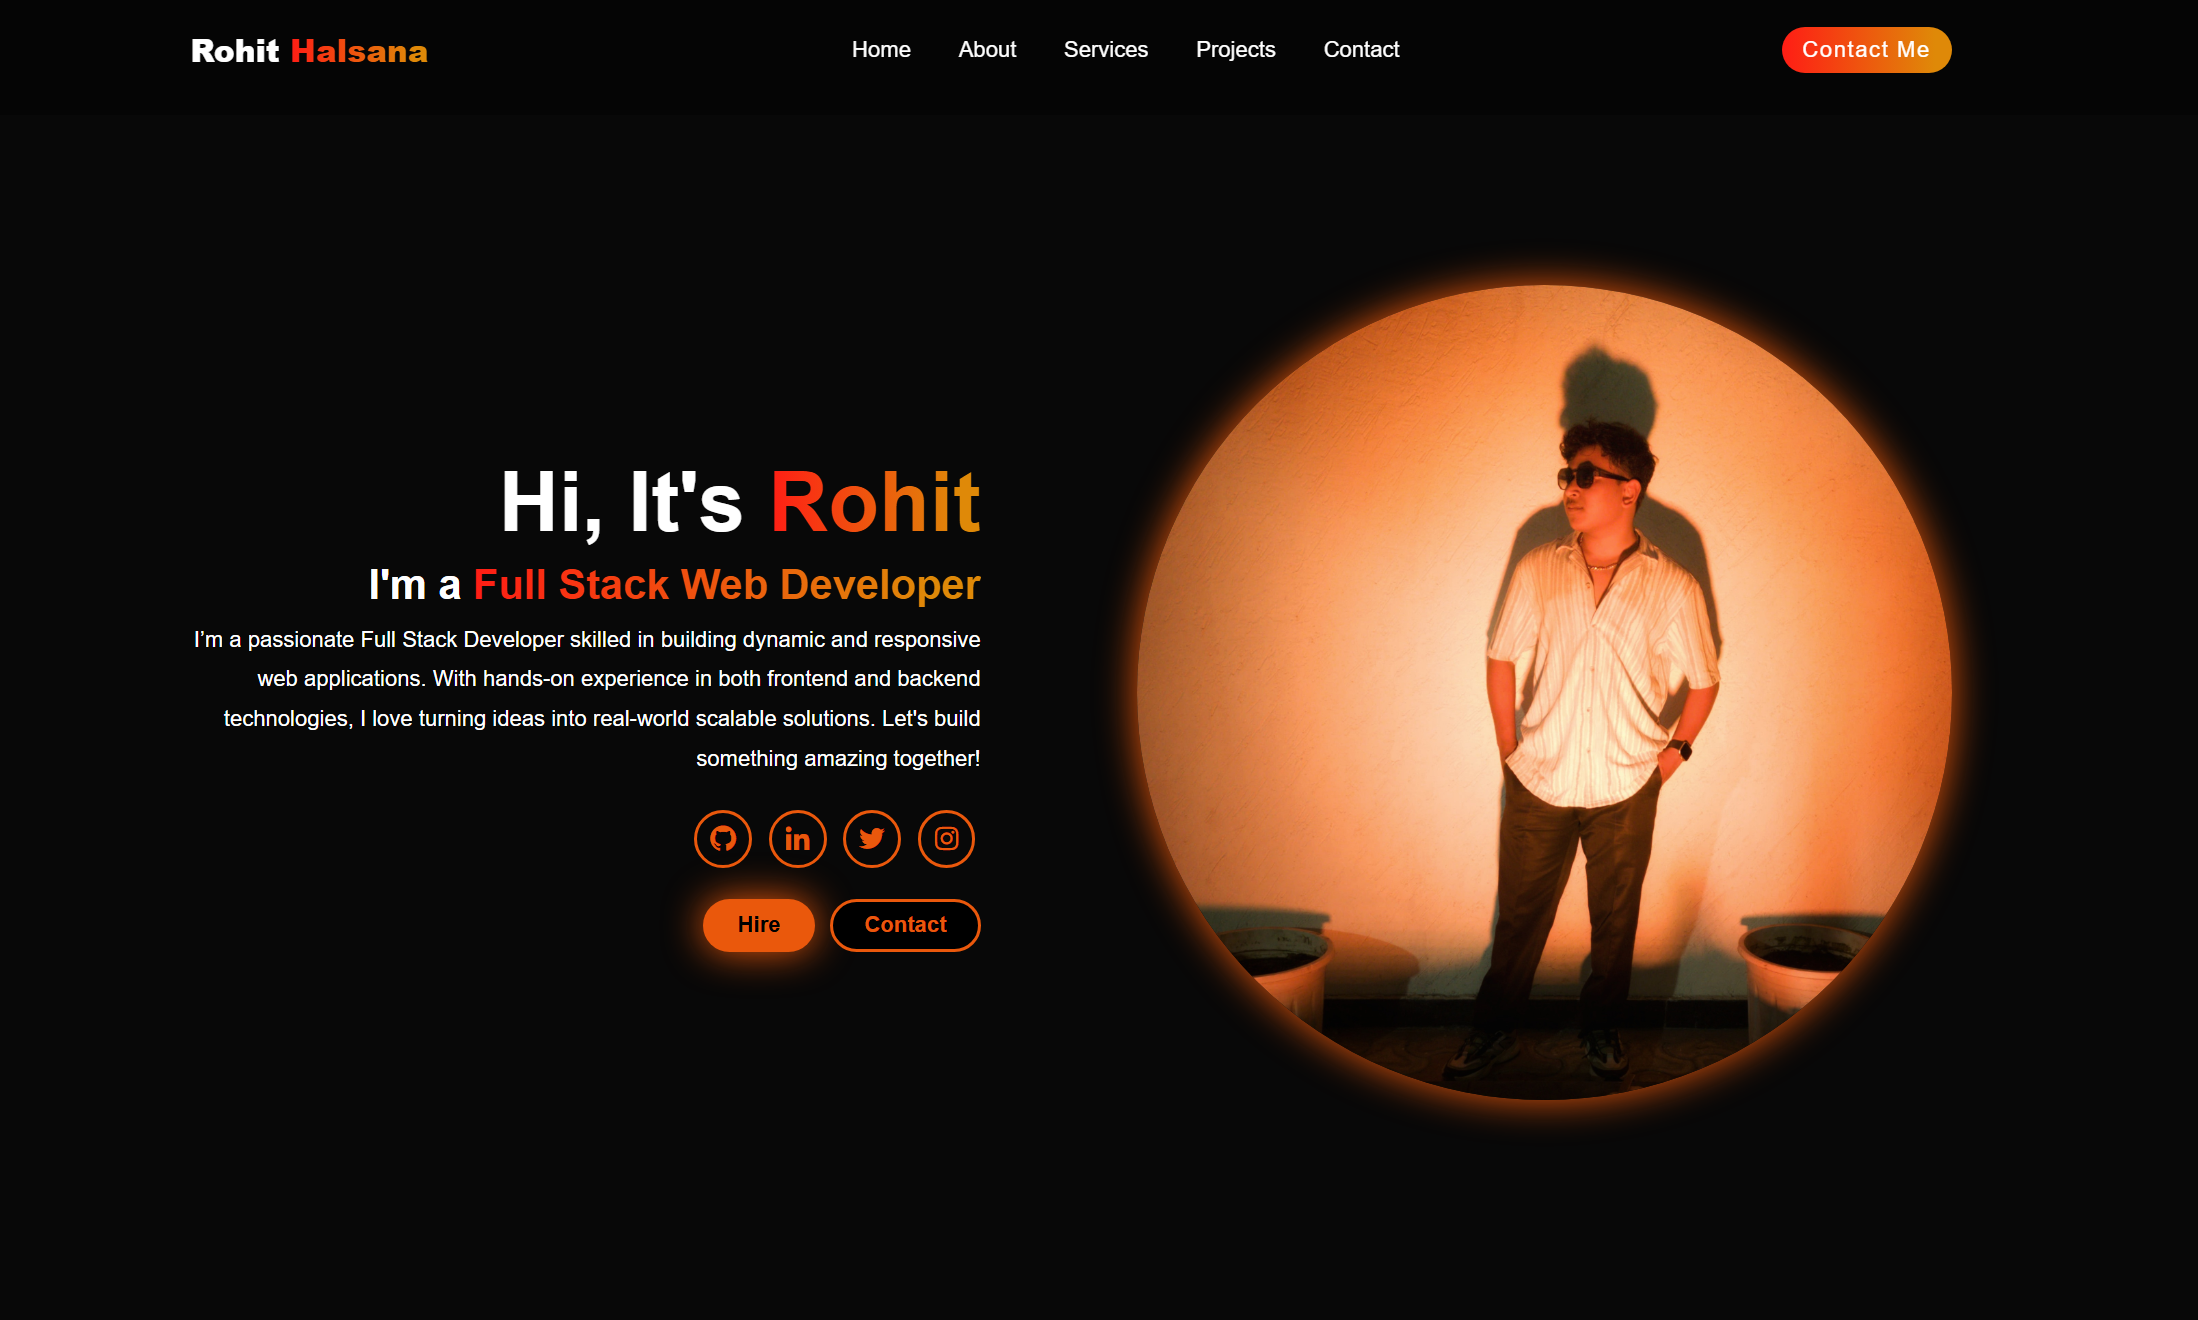 Rohit Halsana
Home About Services Projects Contact
Contact Me
Hi, It's Rohit
I'm a Full Stack Web Developer
I’m a passionate Full Stack Developer skilled in building dynamic and responsive
web applications. With hands-on experience in both frontend and backend
technologies, I love turning ideas into real-world scalable solutions. Let's build
something amazing together!
Hire Contact